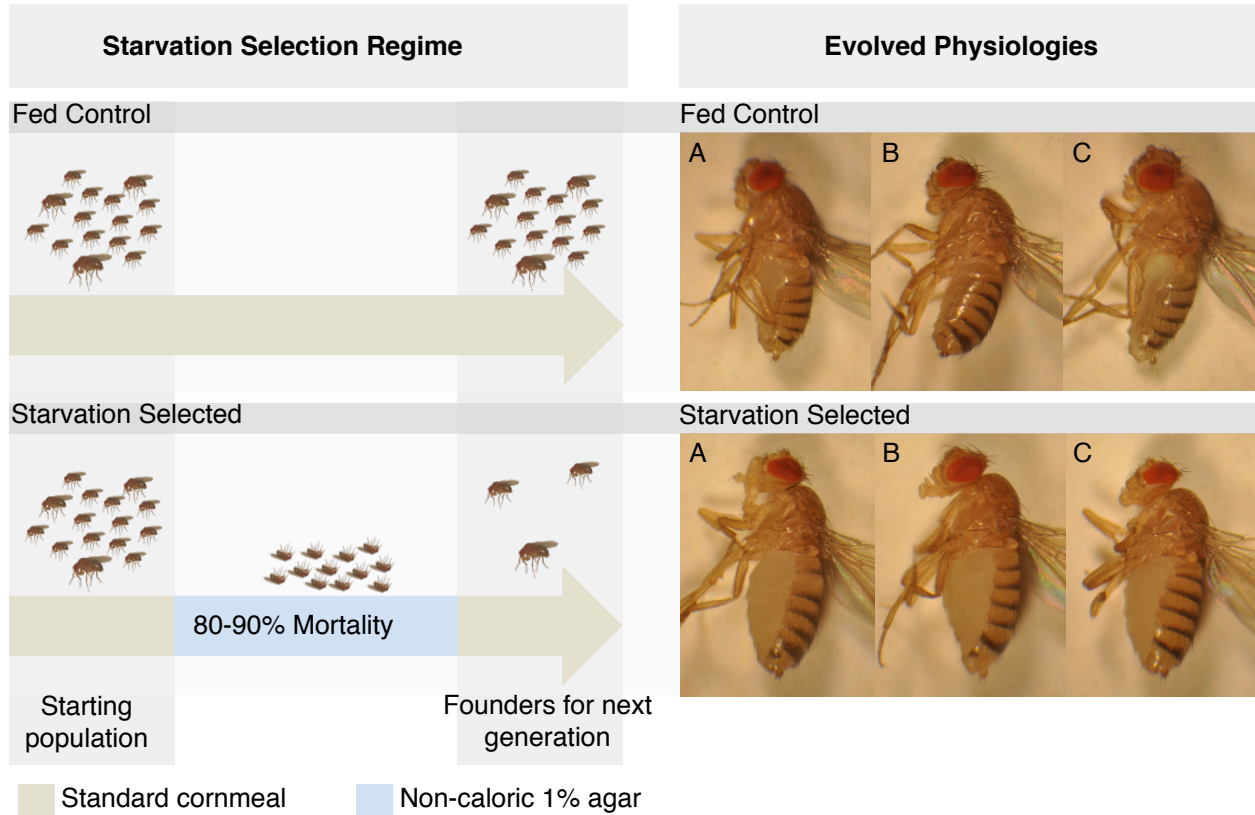 Starvation Selection Regime
Evolved Physiologies
Fed Control
Fed Control
A
B
C
Starvation Selected
Starvation Selected
A
B
C
80-90% Mortality
Starting
population
Founders for next
generation
Standard cornmeal
Non-caloric 1% agar